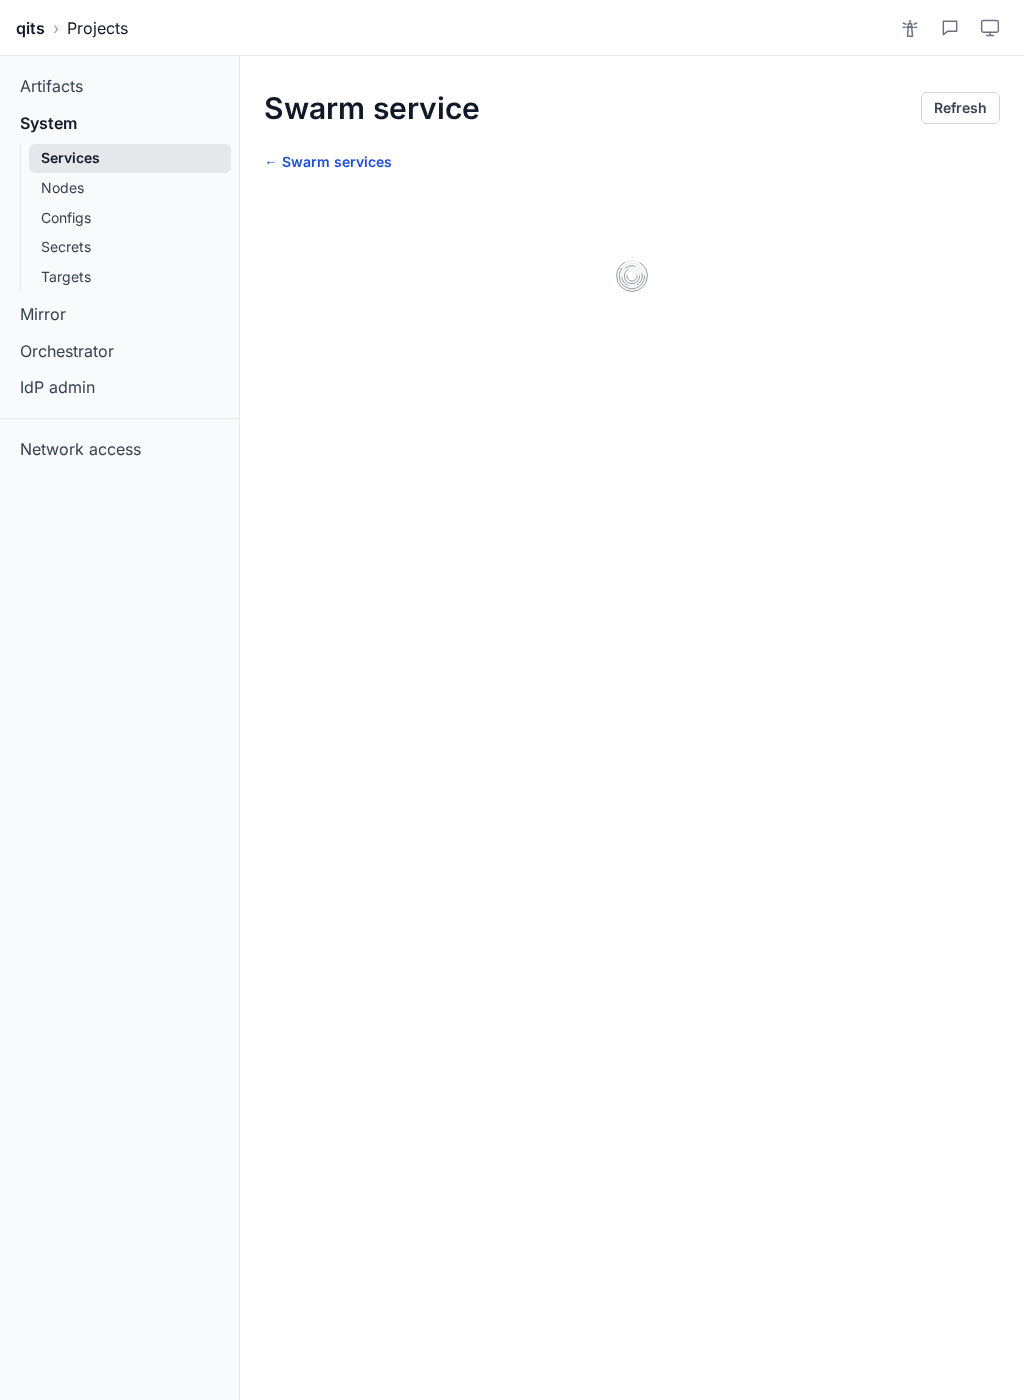 qits › Projects
Artifacts
System
Services
Nodes
Configs
Secrets
Targets
Mirror
Orchestrator
IdP admin
Network access
Swarm service
Refresh
← Swarm services